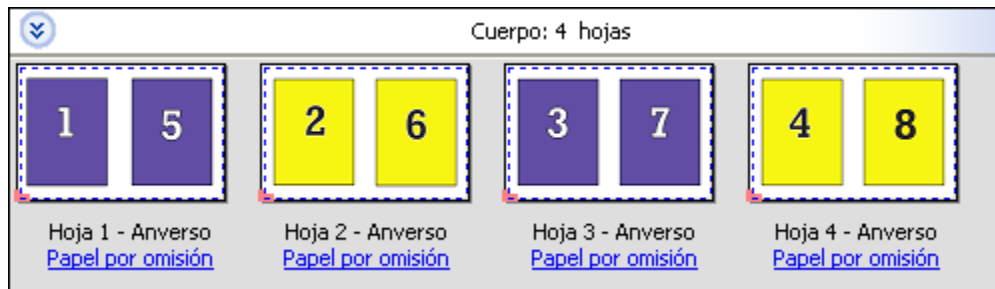 Cuerpo: 4 hojas
1 5 2 6 3 7 4 8
Hoja 1 - Anverso Hoja 2 - Anverso Hoja 3 - Anverso Hoja 4 - Anverso
Papel por omisión Papel por omisión Papel por omisión Papel por omisión